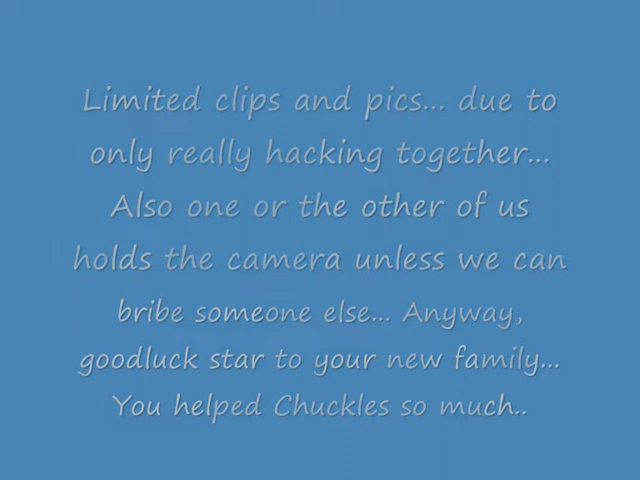 Limited clips and pics... due to
only really hacking together...
Also one or the other of us
holds the camera unless we can
bribe someone else... Anyway,
goodluck star to your new family...
You helped Chuckles so much..